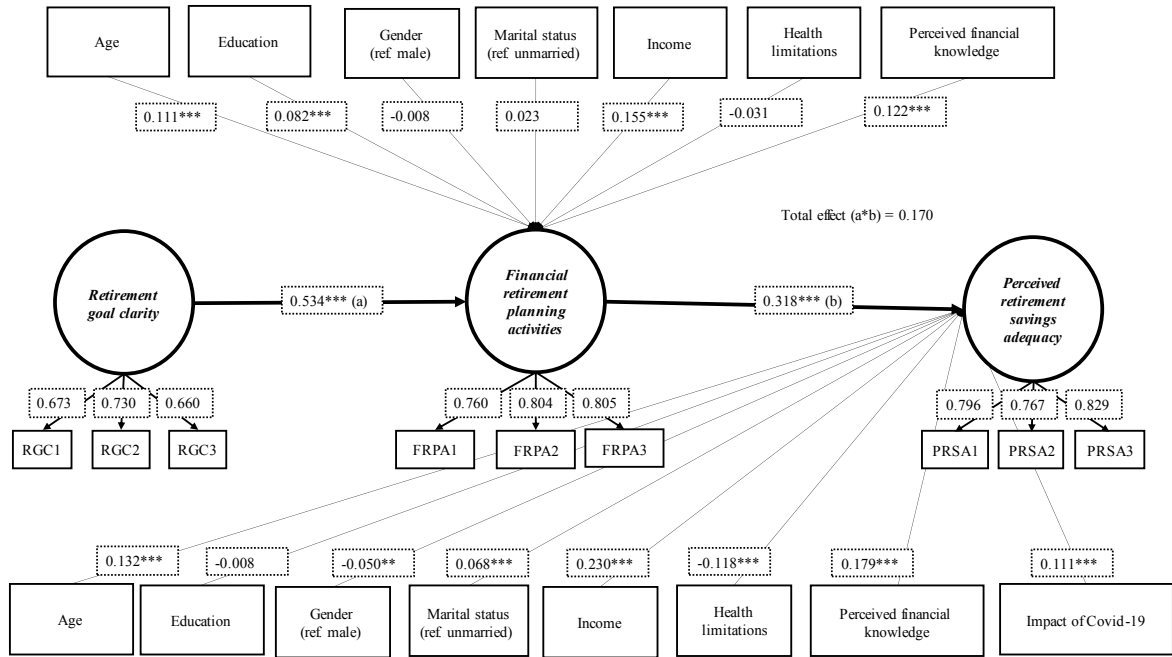 Age
Education
Gender
(ref. male)
Marital status
(ref. unmarried)
Income
Health
limitations
Perceived financial
knowledge
0.111***
0.082***
-0.008
0.023
0.155***
-0.031
0.122***
Total effect (a*b) = 0.170
Retirement
goal clarity
0.534*** (a)
Financial
retirement
planning
activities
0.318*** (b)
Perceived
retirement
savings
adequacy
0.673
0.730
0.660
0.760
0.804
0.805
0.796
0.767
0.829
RGC1
RGC2
RGC3
FRPA1
FRPA2
FRPA3
PRSA1
PRSA2
PRSA3
0.132***
-0.008
-0.050**
0.068***
0.230***
-0.118***
0.179***
0.111***
Age
Education
Gender
(ref. male)
Marital status
(ref. unmarried)
Income
Health
limitations
Perceived financial
knowledge
Impact of Covid-19